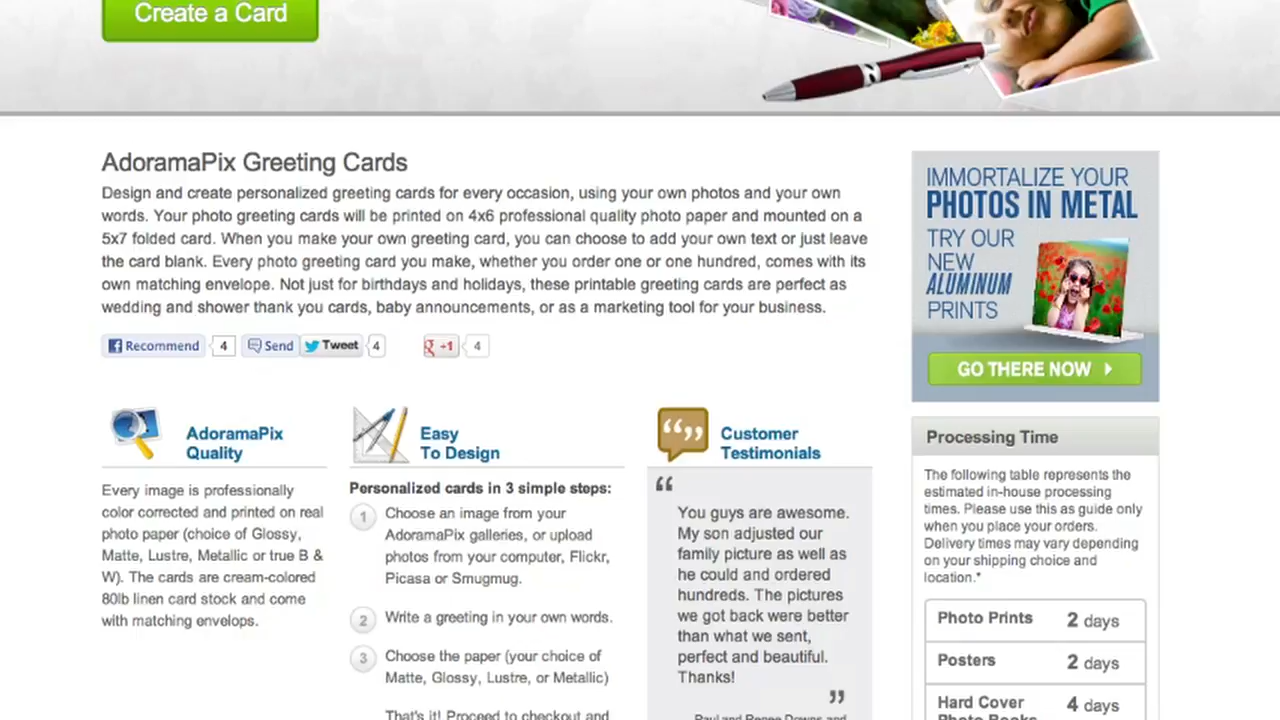 Create a Card
AdoramaPix Greeting Cards
Design and create personalized greeting cards for every occasion, using your own photos and your own
words. Your photo greeting cards will be printed on 4x6 professional quality photo paper and mounted on a
5x7 folded card. When you make your own greeting card, you can choose to add your own text or just leave
the card blank. Every photo greeting card you make, whether you order one or one hundred, comes with its
own matching envelope. Not just for birthdays and holidays, these printable greeting cards are perfect as
wedding and shower thank you cards, baby announcements, or as a marketing tool for your business.
Recommend 4 Send Tweet 4 +1 4
AdoramaPix
Quality
Every image is professionally
color corrected and printed on real
photo paper (choice of Glossy,
Matte, Lustre, Metallic or true B &
W). The cards are cream-colored
80lb linen card stock and come
with matching envelops.
Easy
To Design
Personalized cards in 3 simple steps:
1 Choose an image from your
AdoramaPix galleries, or upload
photos from your computer, Flickr,
Picasa or Smugmug.
2 Write a greeting in your own words.
3 Choose the paper (your choice of
Matte, Glossy, Lustre, or Metallic)
That's it! Proceed to checkout and
Customer
Testimonials
“
You guys are awesome.
My son adjusted our
family picture as well as
he could and ordered
hundreds. The pictures
we got back were better
than what we sent,
perfect and beautiful.
Thanks!
”
Paul and Renee Downs and
IMMORTALIZE YOUR
PHOTOS IN METAL
TRY OUR
NEW
ALUMINUM
PRINTS
GO THERE NOW
Processing Time
The following table represents the
estimated in-house processing
times. Please use this as guide only
when you place your orders.
Delivery times may vary depending
on your shipping choice and
location.*
Photo Prints 2 days
Posters 2 days
Hard Cover 4 days
Photo Books